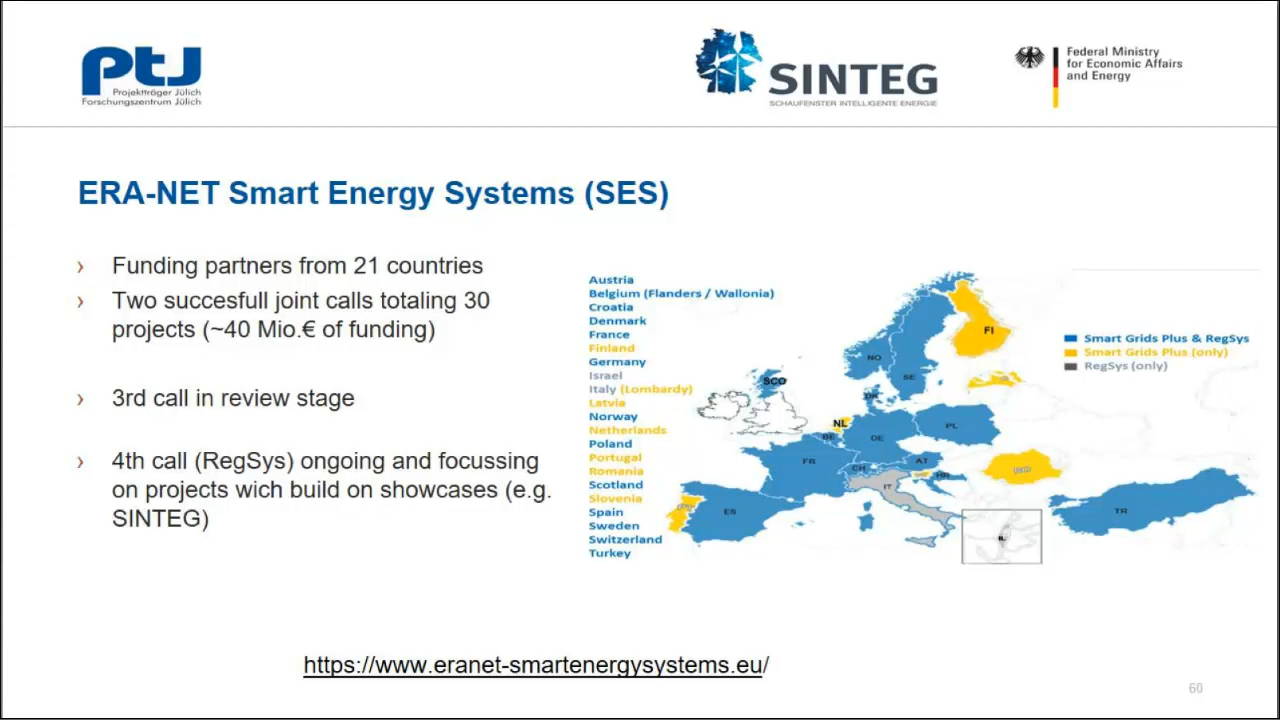 ptJ
Projektträger Jülich
Forschungszentrum Jülich
SINTEG
SCHAUFENSTER INTELLIGENTE ENERGIE
Federal Ministry
for Economic Affairs
and Energy
ERA-NET Smart Energy Systems (SES)
› Funding partners from 21 countries
› Two succesfull joint calls totaling 30
projects (~40 Mio.€ of funding)
› 3rd call in review stage
› 4th call (RegSys) ongoing and focussing
on projects wich build on showcases (e.g.
SINTEG)
Austria
Belgium (Flanders / Wallonia)
Croatia
Denmark
France
Finland
Germany
Israel
Italy (Lombardy)
Latvia
Norway
Netherlands
Poland
Portugal
Romania
Scotland
Slovenia
Spain
Sweden
Switzerland
Turkey
FI
NO
SE
SCO
DK
NL
BE
DE
PL
FR
CH
AT
HR
IT
ES
TR
IL
Smart Grids Plus & RegSys
Smart Grids Plus (only)
RegSys (only)
https://www.eranet-smartenergysystems.eu/
60